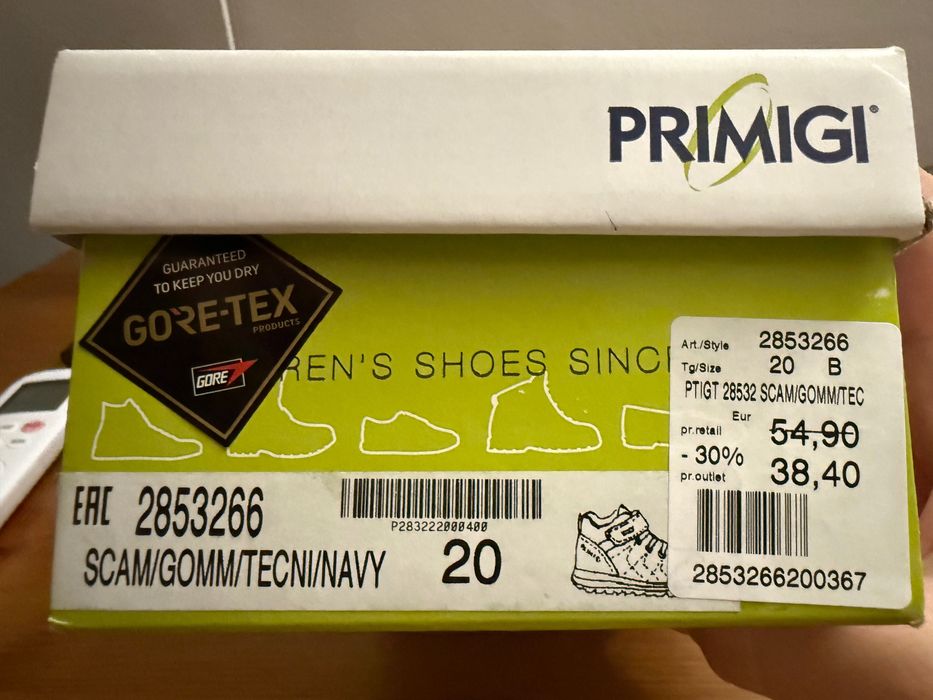 PRIMIGI®
GUARANTEED
TO KEEP YOU DRY
GORE-TEX
PRODUCTS
GORE
REN'S SHOES SINC
Art./Style 2853266
Tg/Size 20 B
PTIGT 28532 SCAM/GOMM/TEC
Eur
pr.retail 54,90
- 30%
pr.outlet 38,40
2853266200367
EAC 2853266
P283222000400
SCAM/GOMM/TECNI/NAVY 20